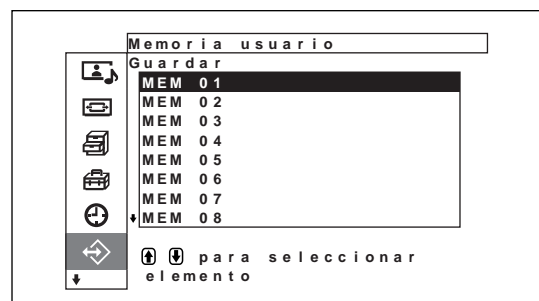 Memoria usuario
Guardar
MEM 01
MEM 02
MEM 03
MEM 04
MEM 05
MEM 06
MEM 07
MEM 08
para seleccionar
elemento